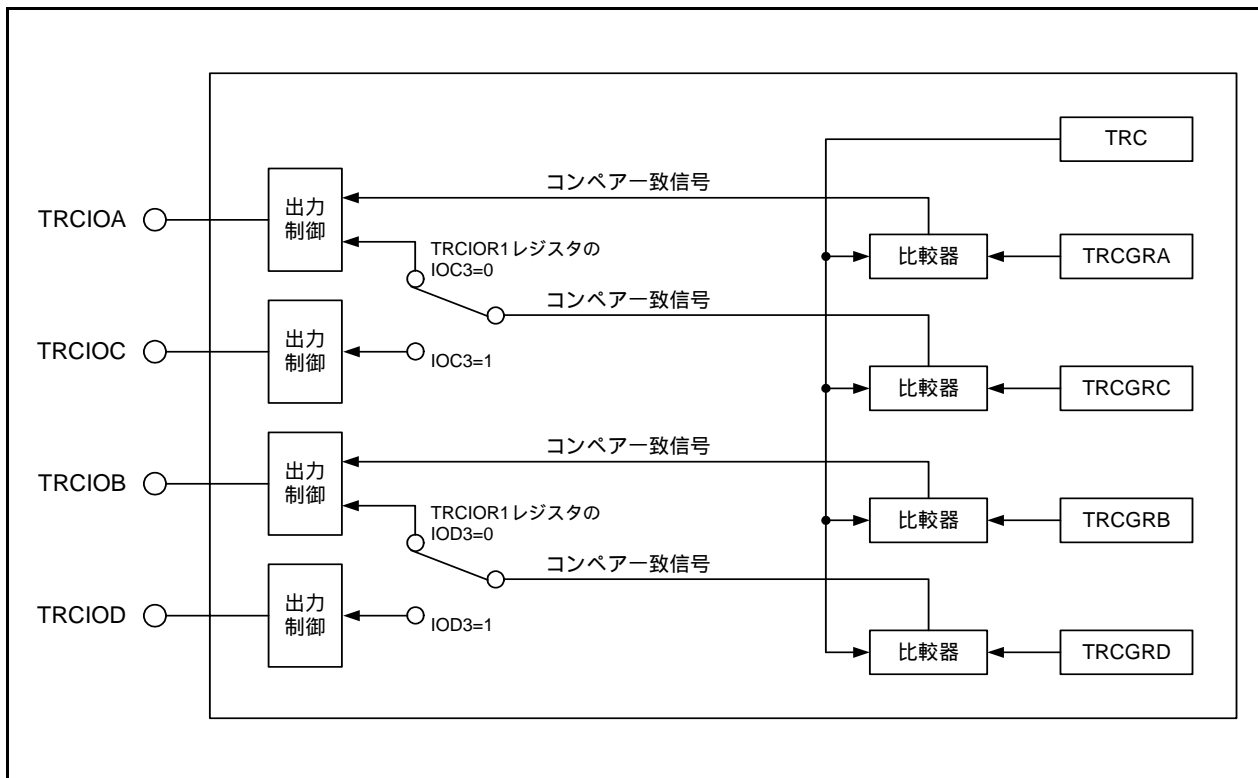 TRC
コンペア一致信号
TRCIOA
出力
制御
比較器
TRCGRA
TRCIOR1レジスタの
IOC3=0
コンペア一致信号
TRCIOC
出力
制御
IOC3=1
比較器
TRCGRC
コンペア一致信号
TRCIOB
出力
制御
比較器
TRCGRB
TRCIOR1レジスタの
IOD3=0
コンペア一致信号
TRCIOD
出力
制御
IOD3=1
比較器
TRCGRD